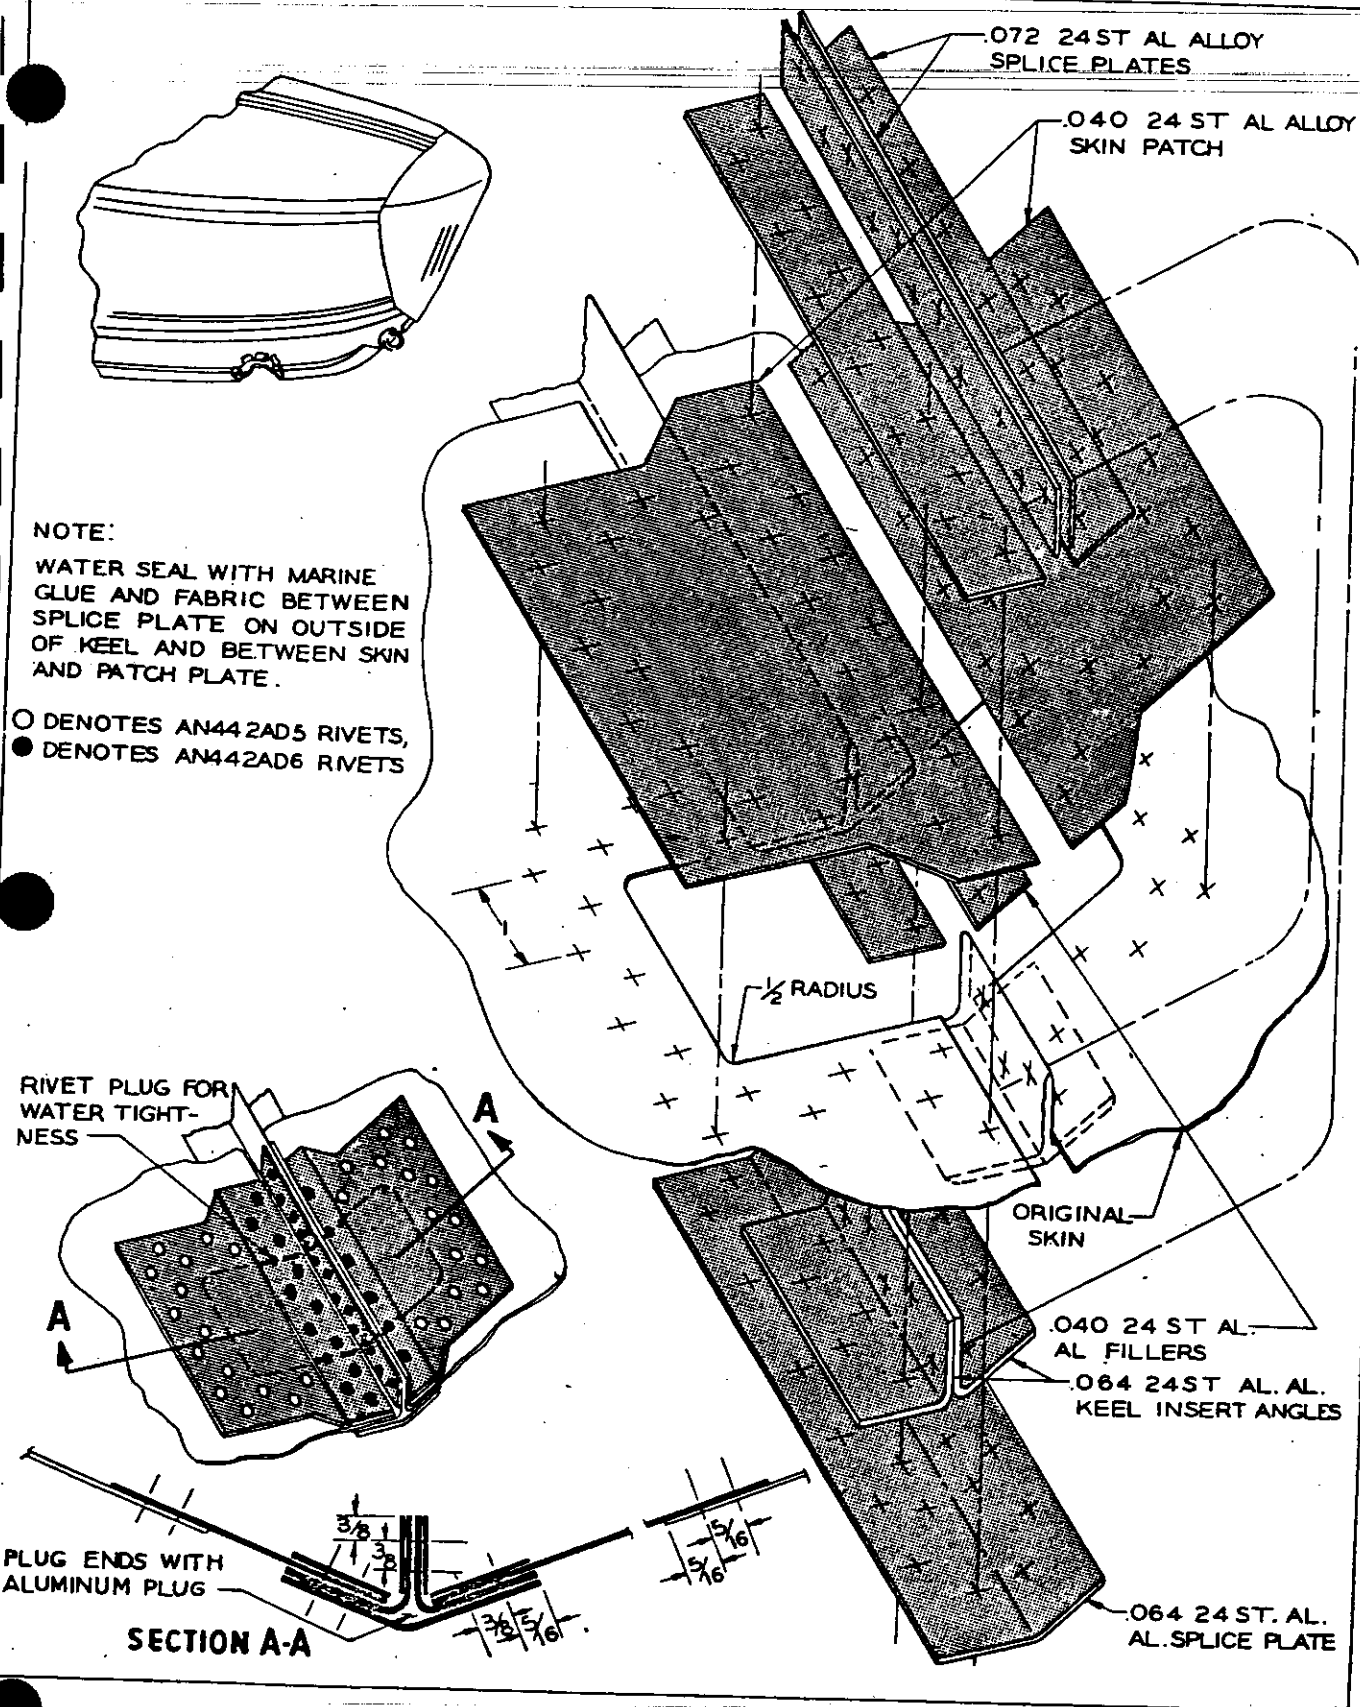 .072 24ST AL ALLOY
SPLICE PLATES
.040 24 ST AL ALLOY
SKIN PATCH
NOTE:
WATER SEAL WITH MARINE
GLUE AND FABRIC BETWEEN
SPLICE PLATE ON OUTSIDE
OF KEEL AND BETWEEN SKIN
AND PATCH PLATE.
O DENOTES AN442AD5 RIVETS,
● DENOTES AN442AD6 RIVETS
1
1/2 RADIUS
RIVET PLUG FOR
WATER TIGHT-
NESS
A
A
ORIGINAL
SKIN
.040 24 ST AL.
AL FILLERS
.064 24ST AL. AL.
KEEL INSERT ANGLES
3/8
3/8
5/16
5/16
PLUG ENDS WITH
ALUMINUM PLUG
3/8
5/16
SECTION A-A
.064 24 ST. AL.
AL. SPLICE PLATE